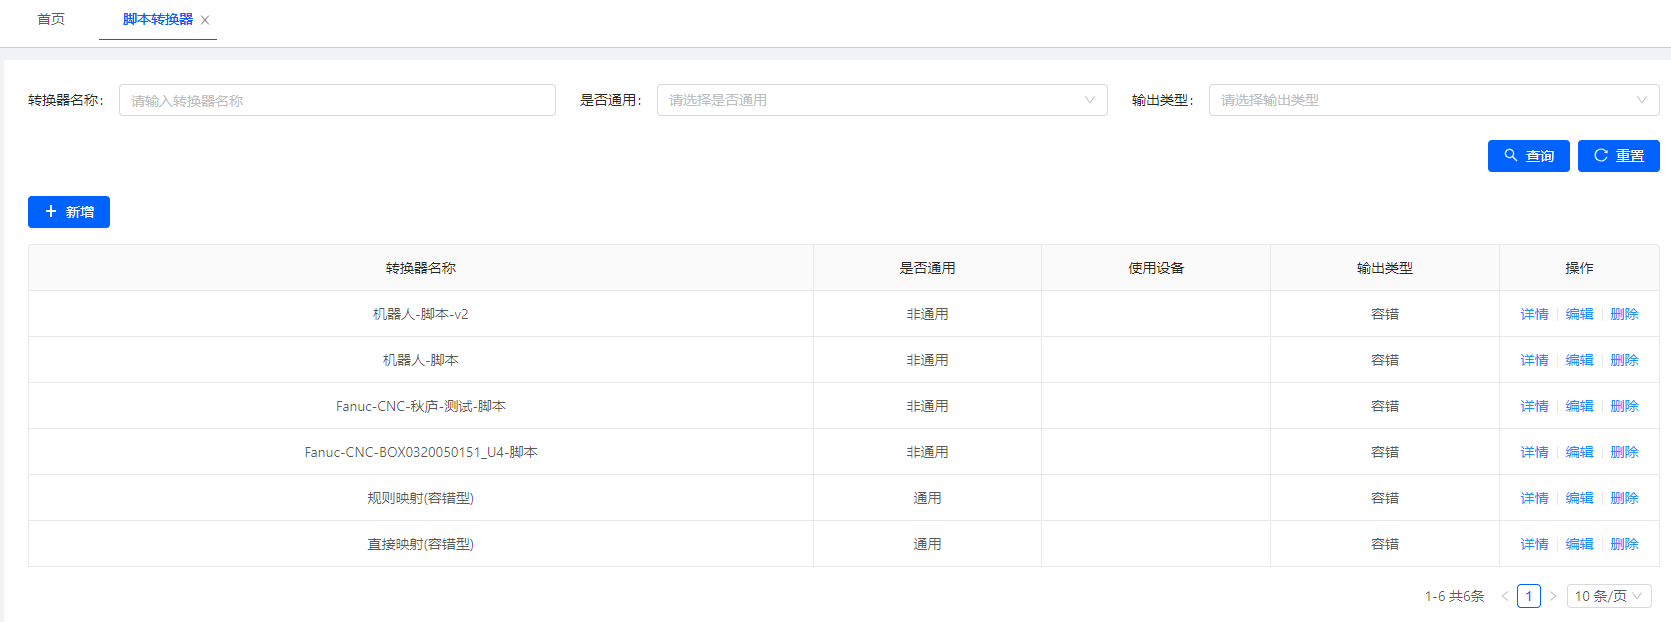 首页 脚本转换器
转换器名称： 请输入转换器名称 是否通用： 请选择是否通用 输出类型： 请选择输出类型
查询 重置
新增
转换器名称 是否通用 使用设备 输出类型 操作
机器人-脚本-v2 非通用 容错 详情 编辑 删除
机器人-脚本 非通用 容错 详情 编辑 删除
Fanuc-CNC-秋庐-测试-脚本 非通用 容错 详情 编辑 删除
Fanuc-CNC-BOX0320050151_U4-脚本 非通用 容错 详情 编辑 删除
规则映射(容错型) 通用 容错 详情 编辑 删除
直接映射(容错型) 通用 容错 详情 编辑 删除
1-6 共6条 1 10 条/页